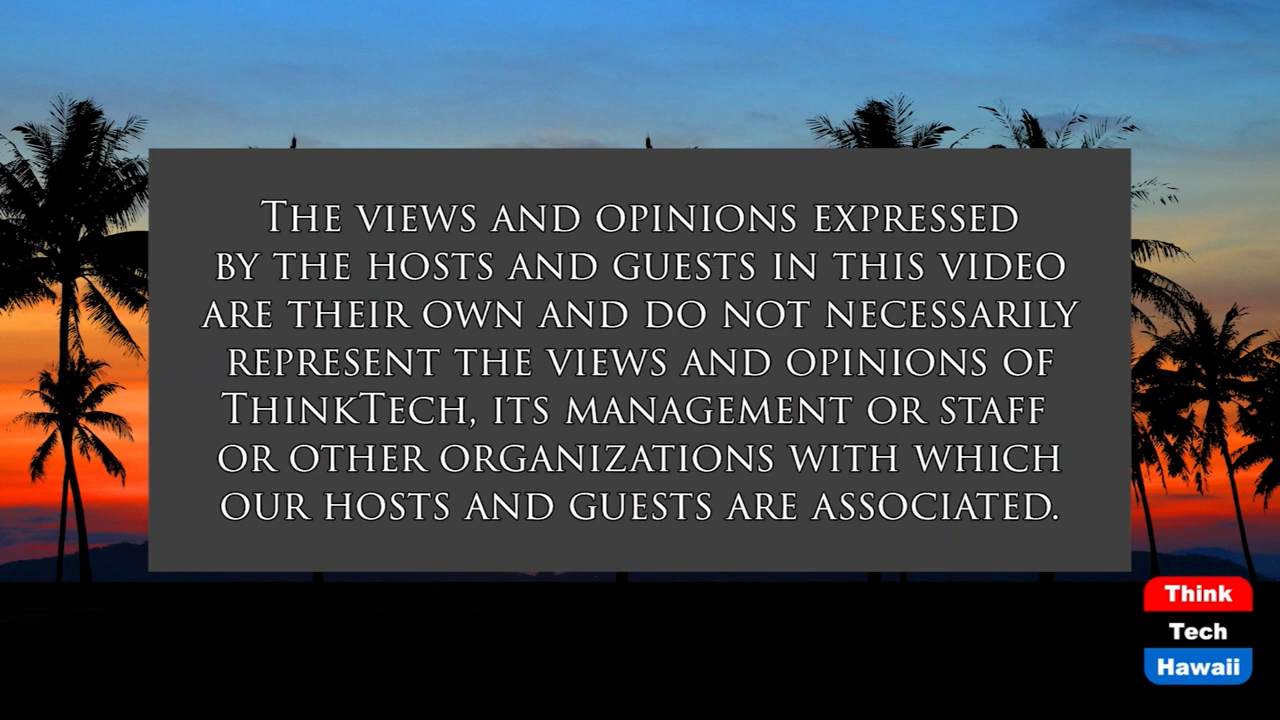 The views and opinions expressed
by the hosts and guests in this video
are their own and do not necessarily
represent the views and opinions of
ThinkTech, its management or staff
or other organizations with which
our hosts and guests are associated.
Think
Tech
Hawaii